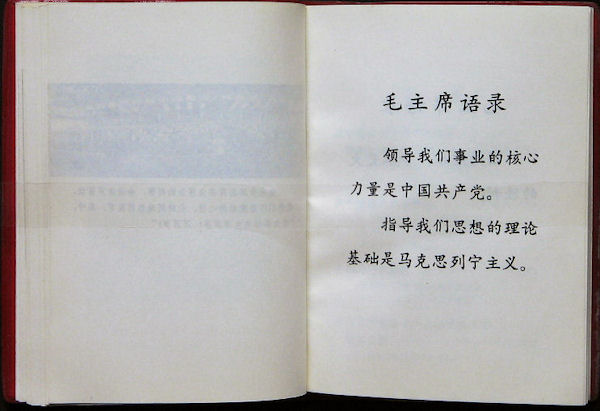 毛主席语录
领导我们事业的核心
力量是中国共产党。
指导我们思想的理论
基础是马克思列宁主义。